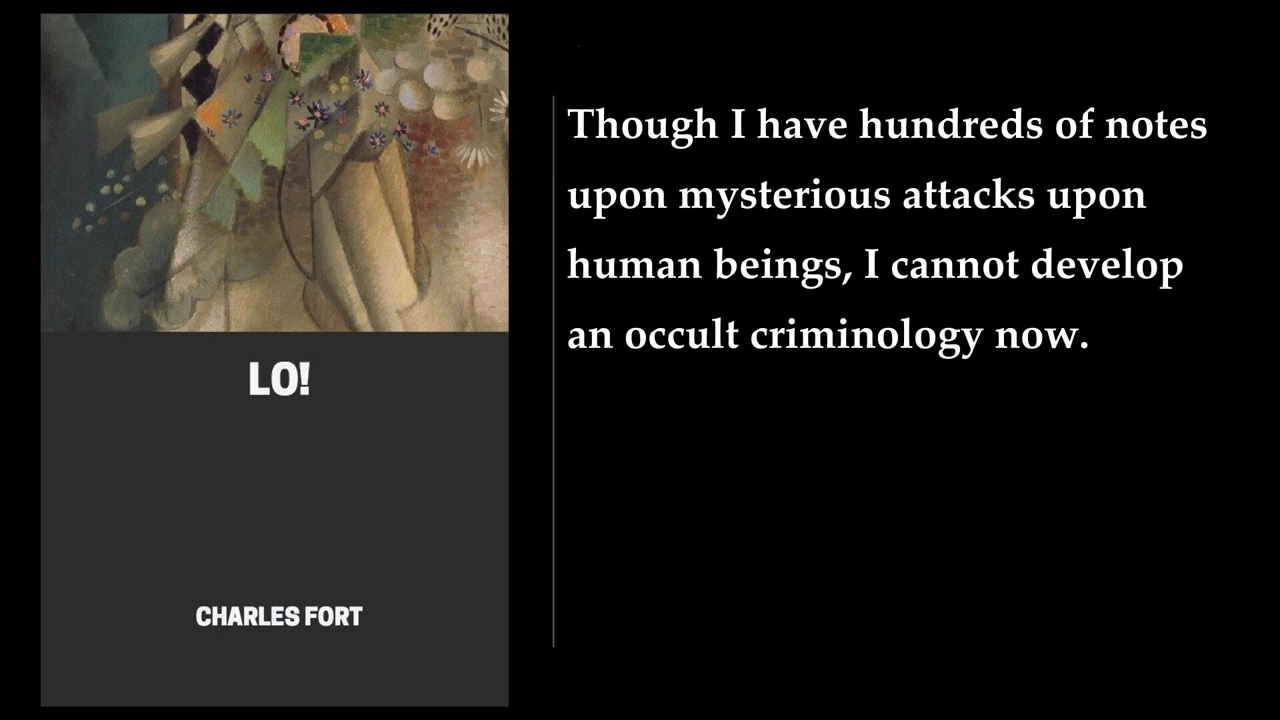 LO!
CHARLES FORT
Though I have hundreds of notes
upon mysterious attacks upon
human beings, I cannot develop
an occult criminology now.